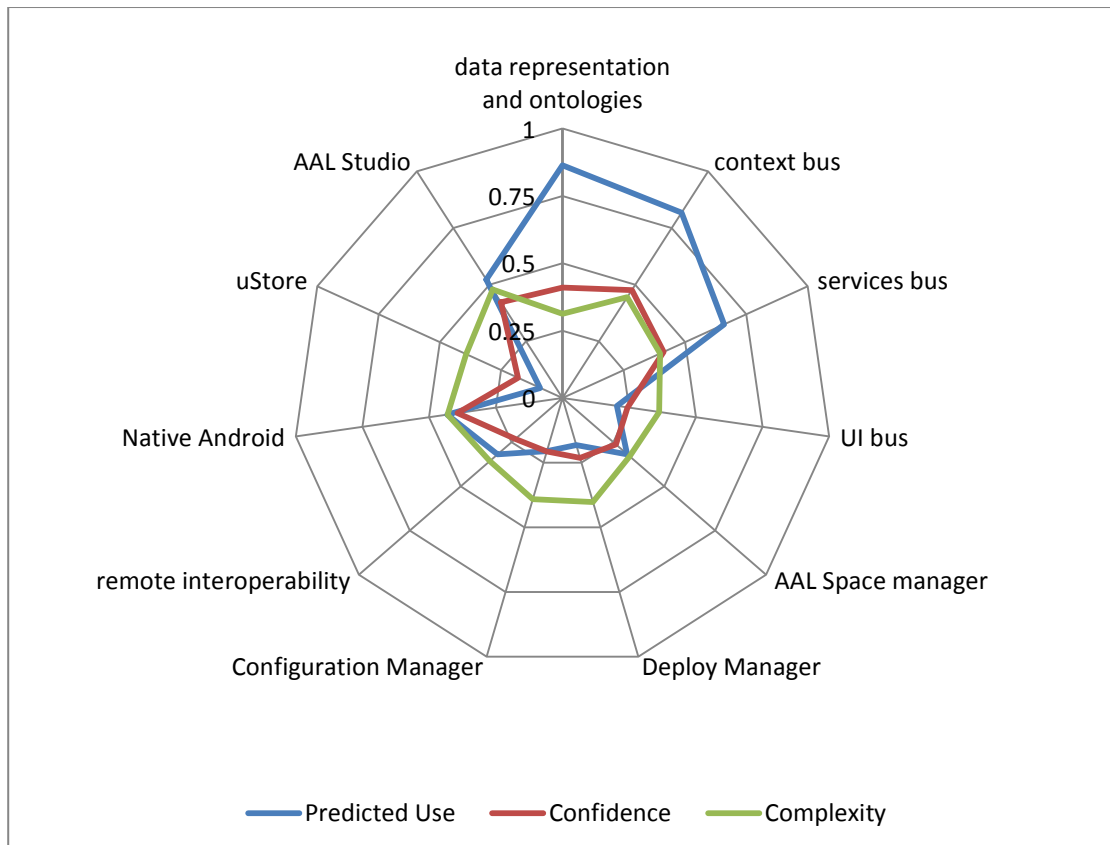 data representation
and ontologies
1
AAL Studio
context bus
0.75
0.5
uStore
services bus
0.25
0
Native Android
UI bus
remote interoperability
AAL Space manager
Configuration Manager
Deploy Manager
Predicted Use
Confidence
Complexity